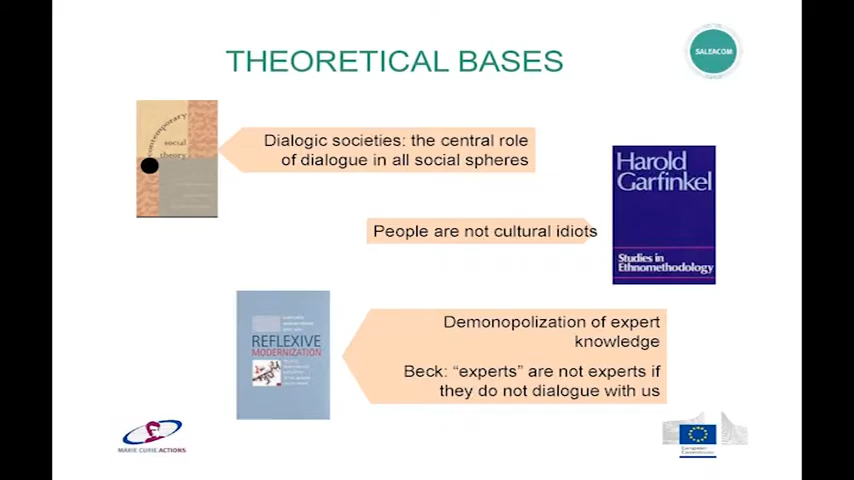 THEORETICAL BASES
SALEACOM
contemporary
social
theory
Dialogic societies: the central role
of dialogue in all social spheres
Harold
Garfinkel
Studies in
Ethnomethodology
People are not cultural idiots
REFLEXIVE
MODERNIZATION
Demonopolization of expert
knowledge
Beck: “experts” are not experts if
they do not dialogue with us
MARIE CURIE ACTIONS
European
Commission